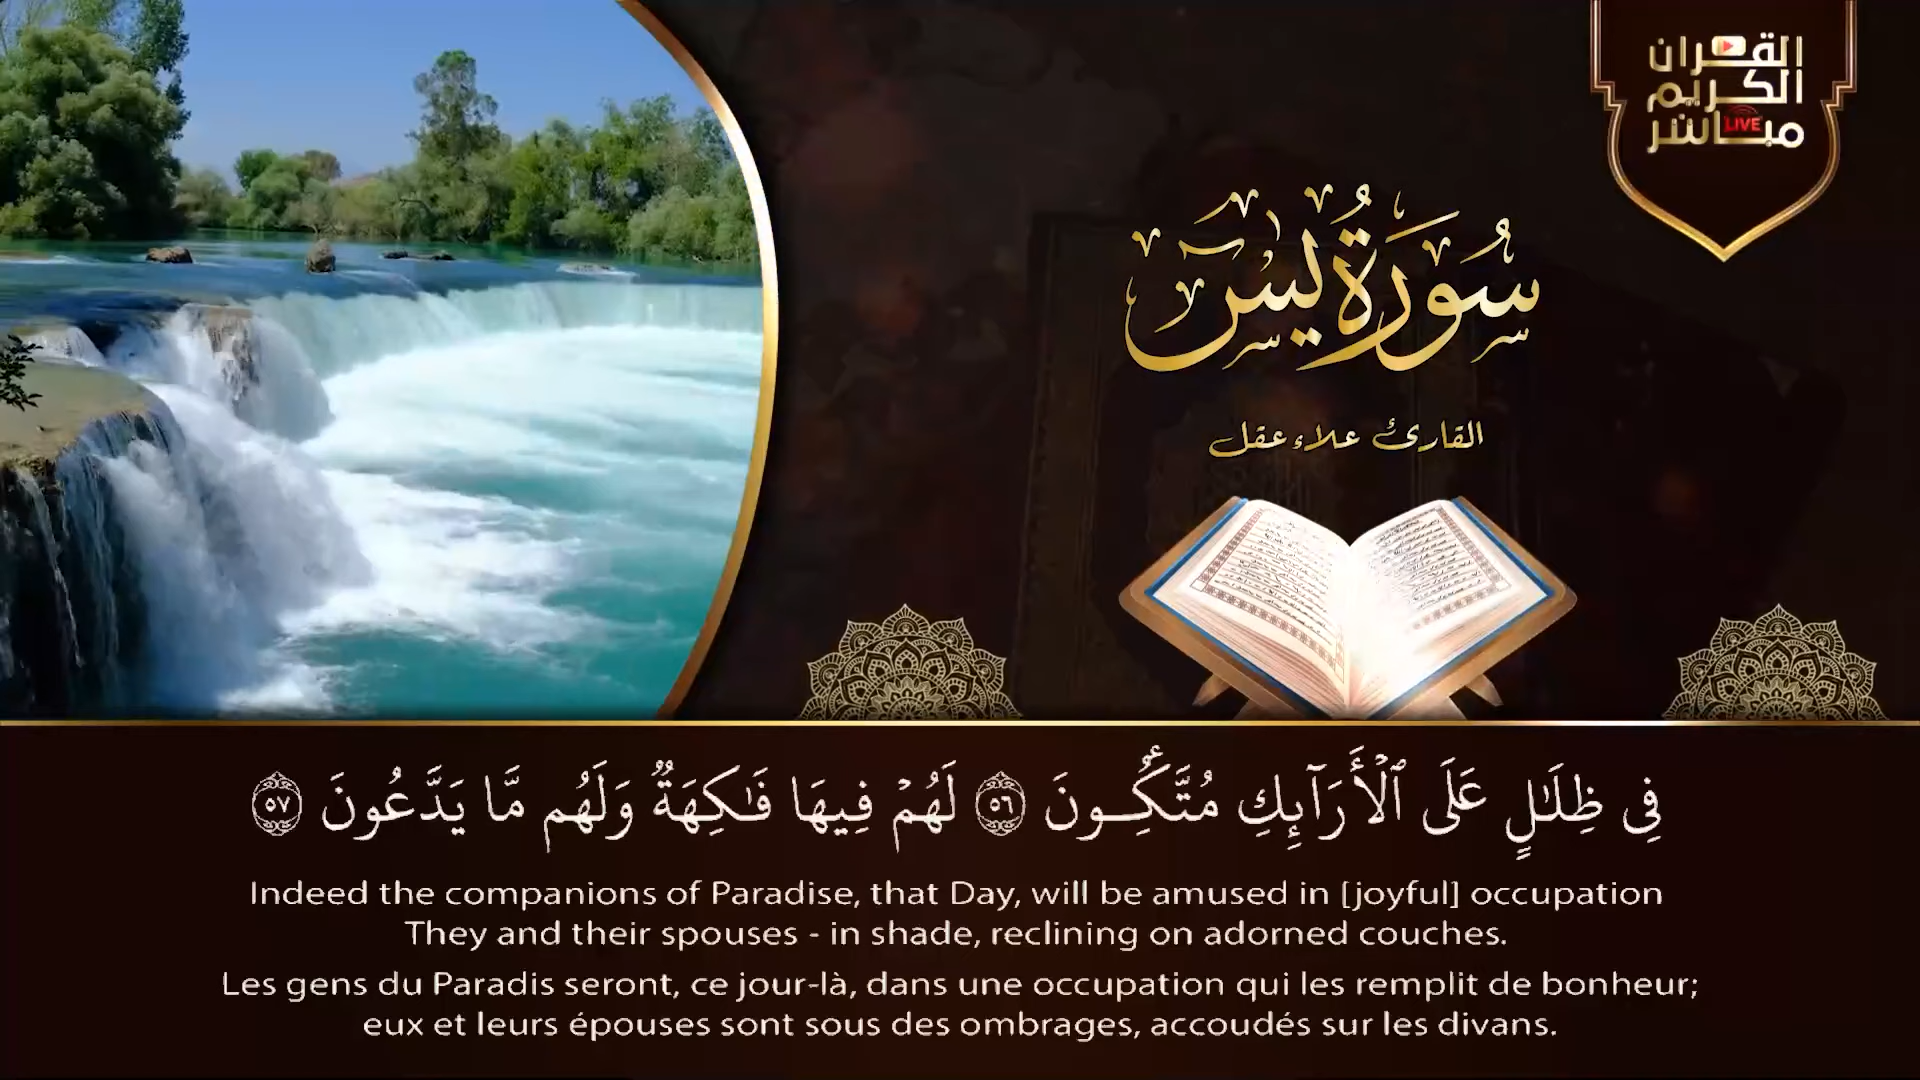 القران
الكريم
مباشر
LIVE
سُورَةُ يسٓ
القارئ علاء عقل
فِي ظِلَٰلٍ عَلَى ٱلْأَرَآئِكِ مُتَّكِـُٔونَ ٥٦ لَهُمْ فِيهَا فَٰكِهَةٌ وَلَهُم مَّا يَدَّعُونَ ٥٧
Indeed the companions of Paradise, that Day, will be amused in [joyful] occupation
They and their spouses - in shade, reclining on adorned couches.
Les gens du Paradis seront, ce jour-là, dans une occupation qui les remplit de bonheur;
eux et leurs épouses sont sous des ombrages, accoudés sur les divans.